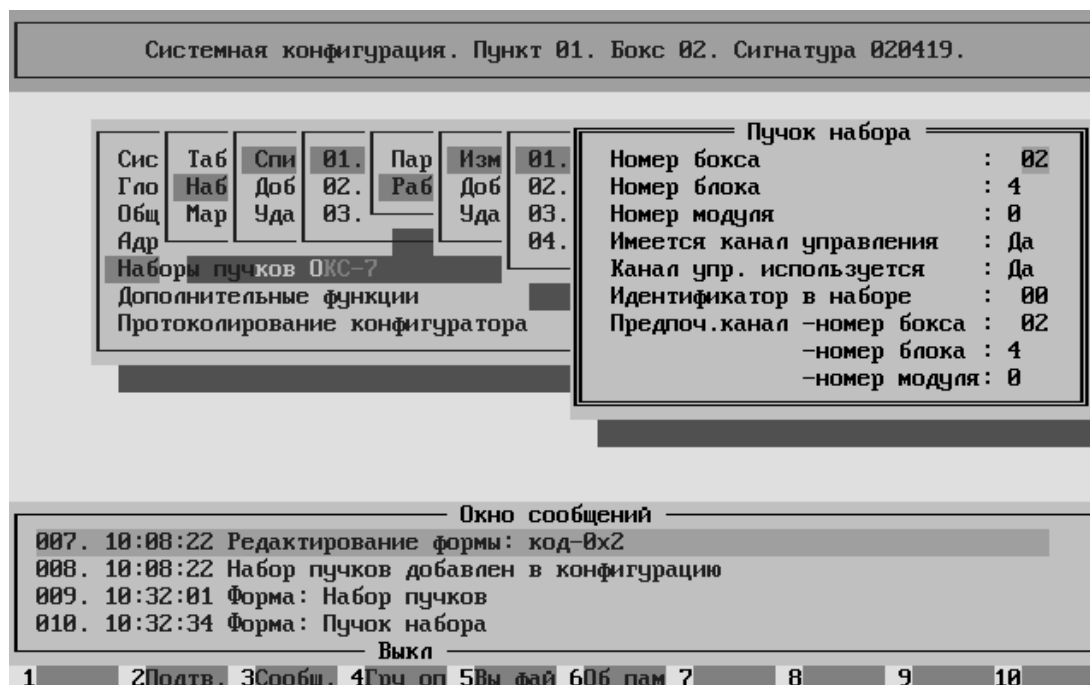 Системная конфигурация. Пункт 01. Бокс 02. Сигнатура 020419.
Пучок набора
Сис Таб Спи 01. Пар Изм 01. Номер бокса : 02
Гло Наб Доб 02. Раб Доб 02. Номер блока : 4
Общ Мар Уда 03. Уда 03. Номер модуля : 0
Адр 04. Имеется канал управления : Да
Наборы пучков ОКС-7 Канал упр. используется : Да
Дополнительные функции Идентификатор в наборе : 00
Протоколирование конфигуратора Предпоч.канал -номер бокса : 02
-номер блока : 4
-номер модуля: 0
Окно сообщений
007. 10:08:22 Редактирование формы: код-0x2
008. 10:08:22 Набор пучков добавлен в конфигурацию
009. 10:32:01 Форма: Набор пучков
010. 10:32:34 Форма: Пучок набора
Выкл
1 2Подтв. 3Сообщ. 4Гру оп 5Вы фай 6Об пам 7 8 9 10